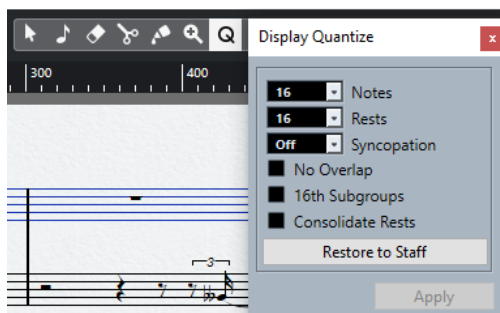 Q
Display Quantize
x
300
400
16 Notes
16 Rests
Off Syncopation
No Overlap
16th Subgroups
Consolidate Rests
Restore to Staff
3
Apply